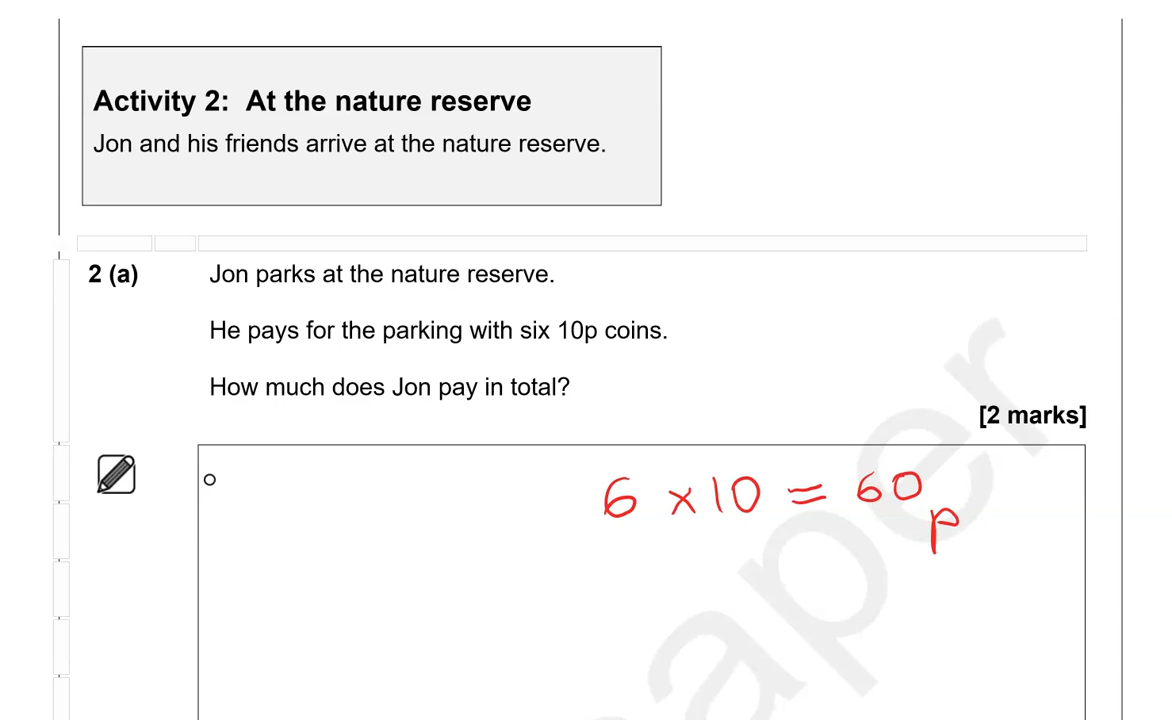 Activity 2: At the nature reserve
Jon and his friends arrive at the nature reserve.
2 (a) Jon parks at the nature reserve.
He pays for the parking with six 10p coins.
How much does Jon pay in total?
[2 marks]
6 × 10 = 60
p
aper